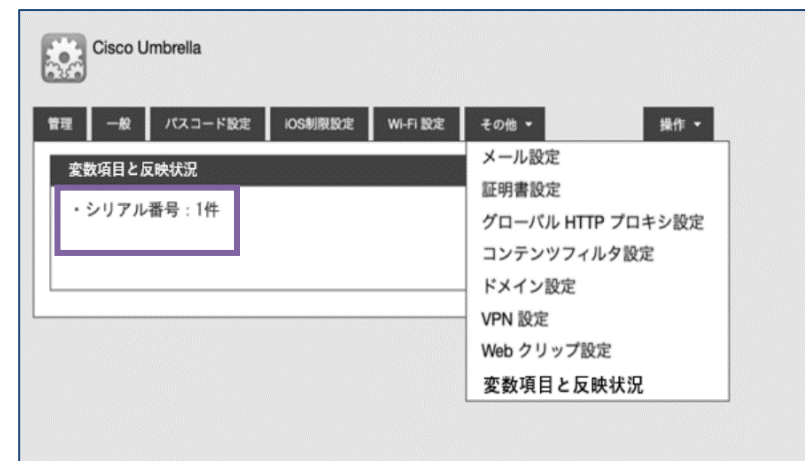 Cisco Umbrella
管理
一般
パスコード設定
iOS制限設定
Wi-Fi 設定
その他
操作
変数項目と反映状況
・シリアル番号：1件
メール設定
証明書設定
グローバル HTTP プロキシ設定
コンテンツフィルタ設定
ドメイン設定
VPN 設定
Web クリップ設定
変数項目と反映状況